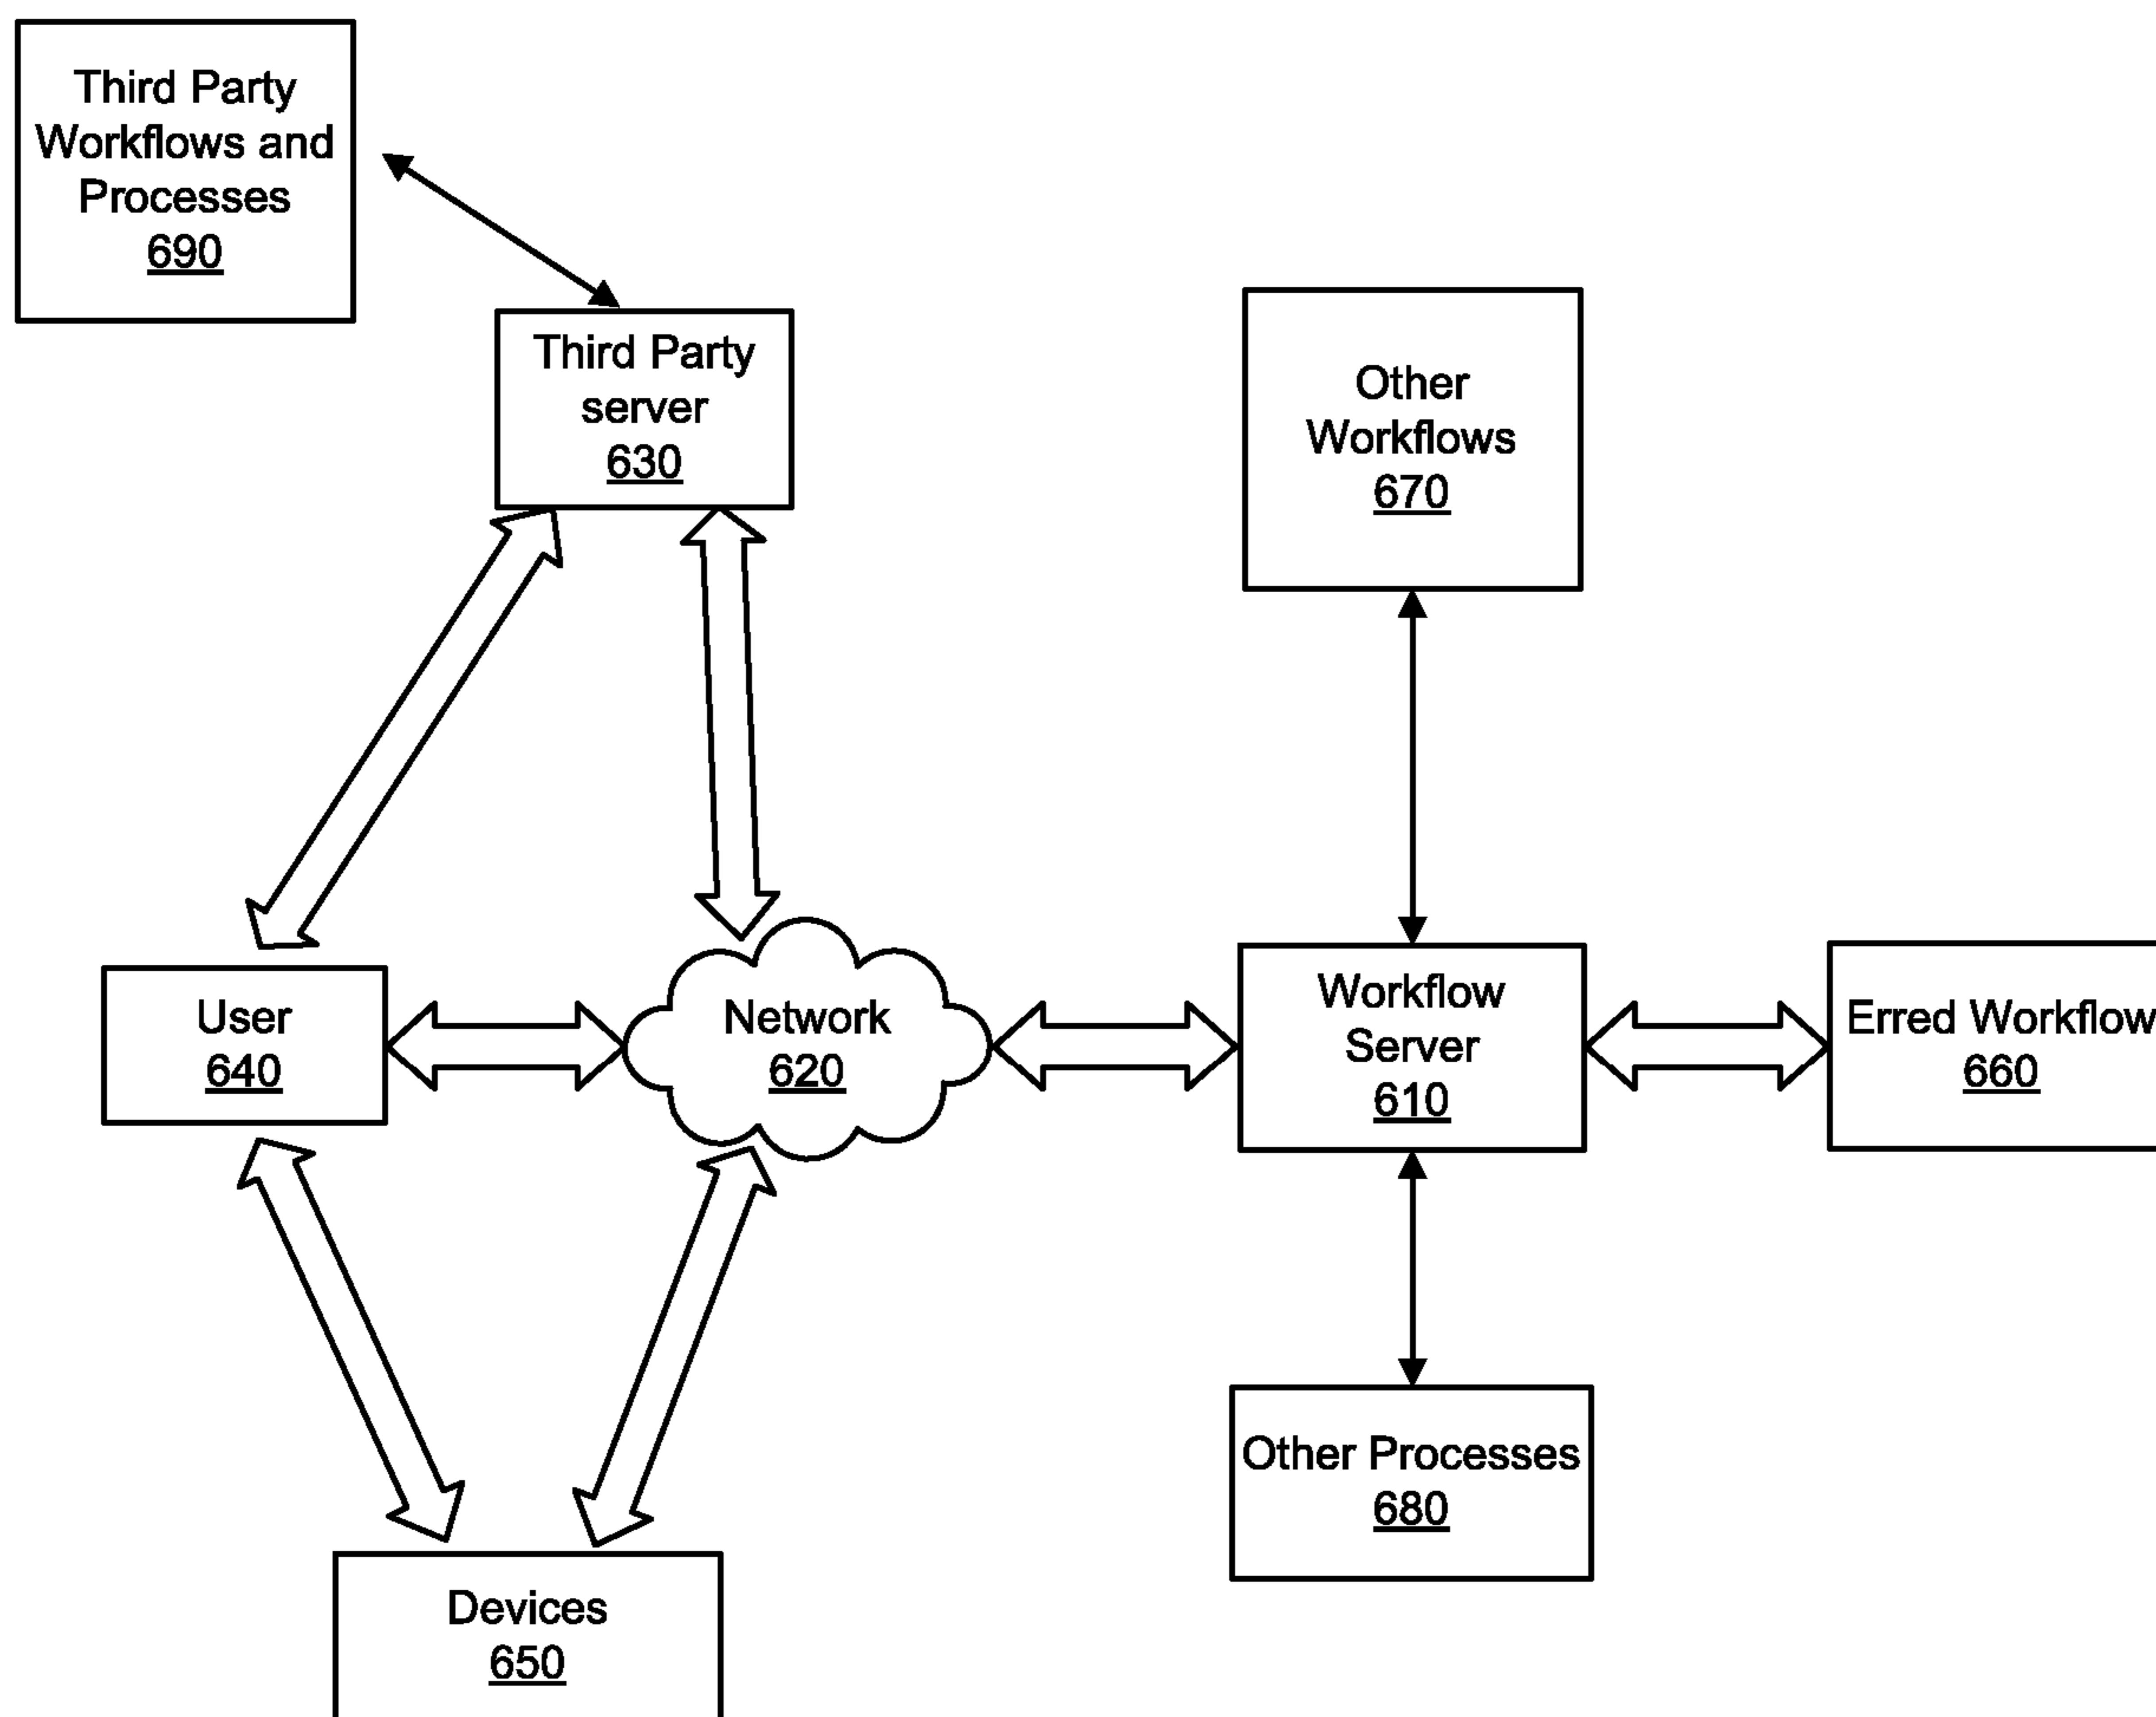 Third Party
Workflows and
Processes
690
Third Party
server
630
Other
Workflows
670
User
640
Network
620
Workflow
Server
610
Erred Workflow
660
Other Processes
680
Devices
650